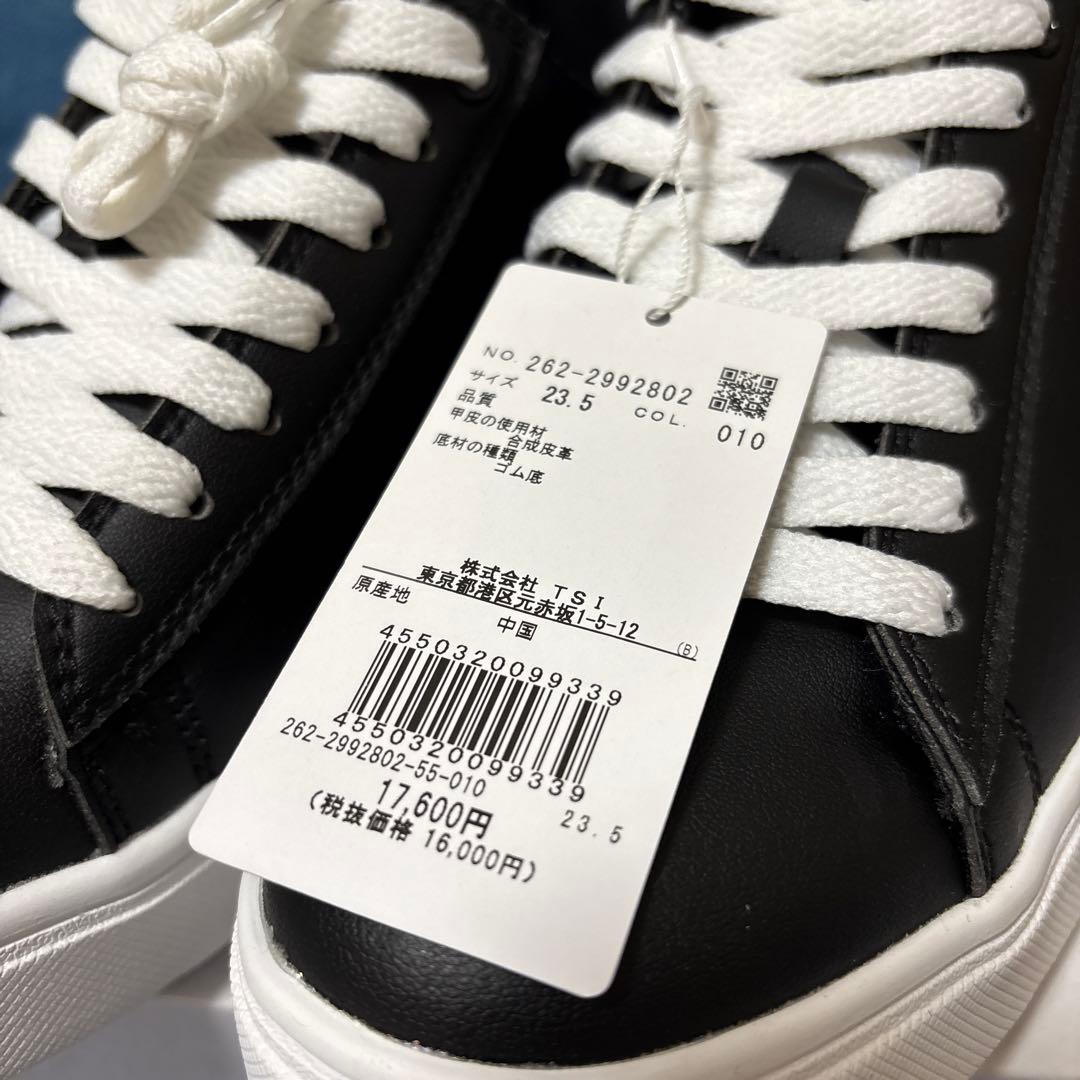 NO. 262-2992802
サイズ 23.5 COL. 010
品質
甲皮の使用材
合成皮革
底材の種類
ゴム底
株式会社 TSI
東京都港区元赤坂1-5-12
原産地 中国 (B)
4550320099339
4550320099339
262-2992802-55-010
17,600円 23.5
(税抜価格 16,000円)